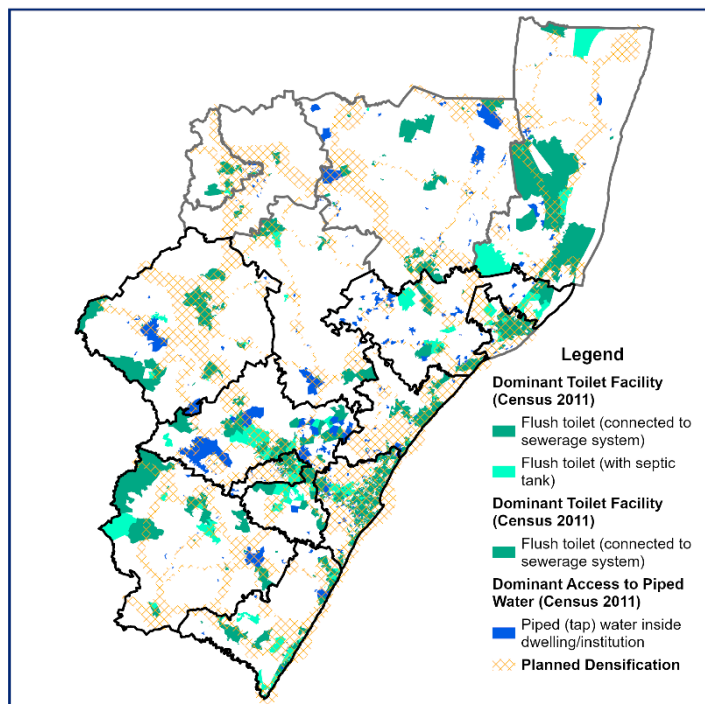 Legend
Dominant Toilet Facility
(Census 2011)
Flush toilet (connected to
sewerage system)
Flush toilet (with septic
tank)
Dominant Toilet Facility
(Census 2011)
Flush toilet (connected to
sewerage system)
Dominant Access to Piped
Water (Census 2011)
Piped (tap) water inside
dwelling/institution
Planned Densification